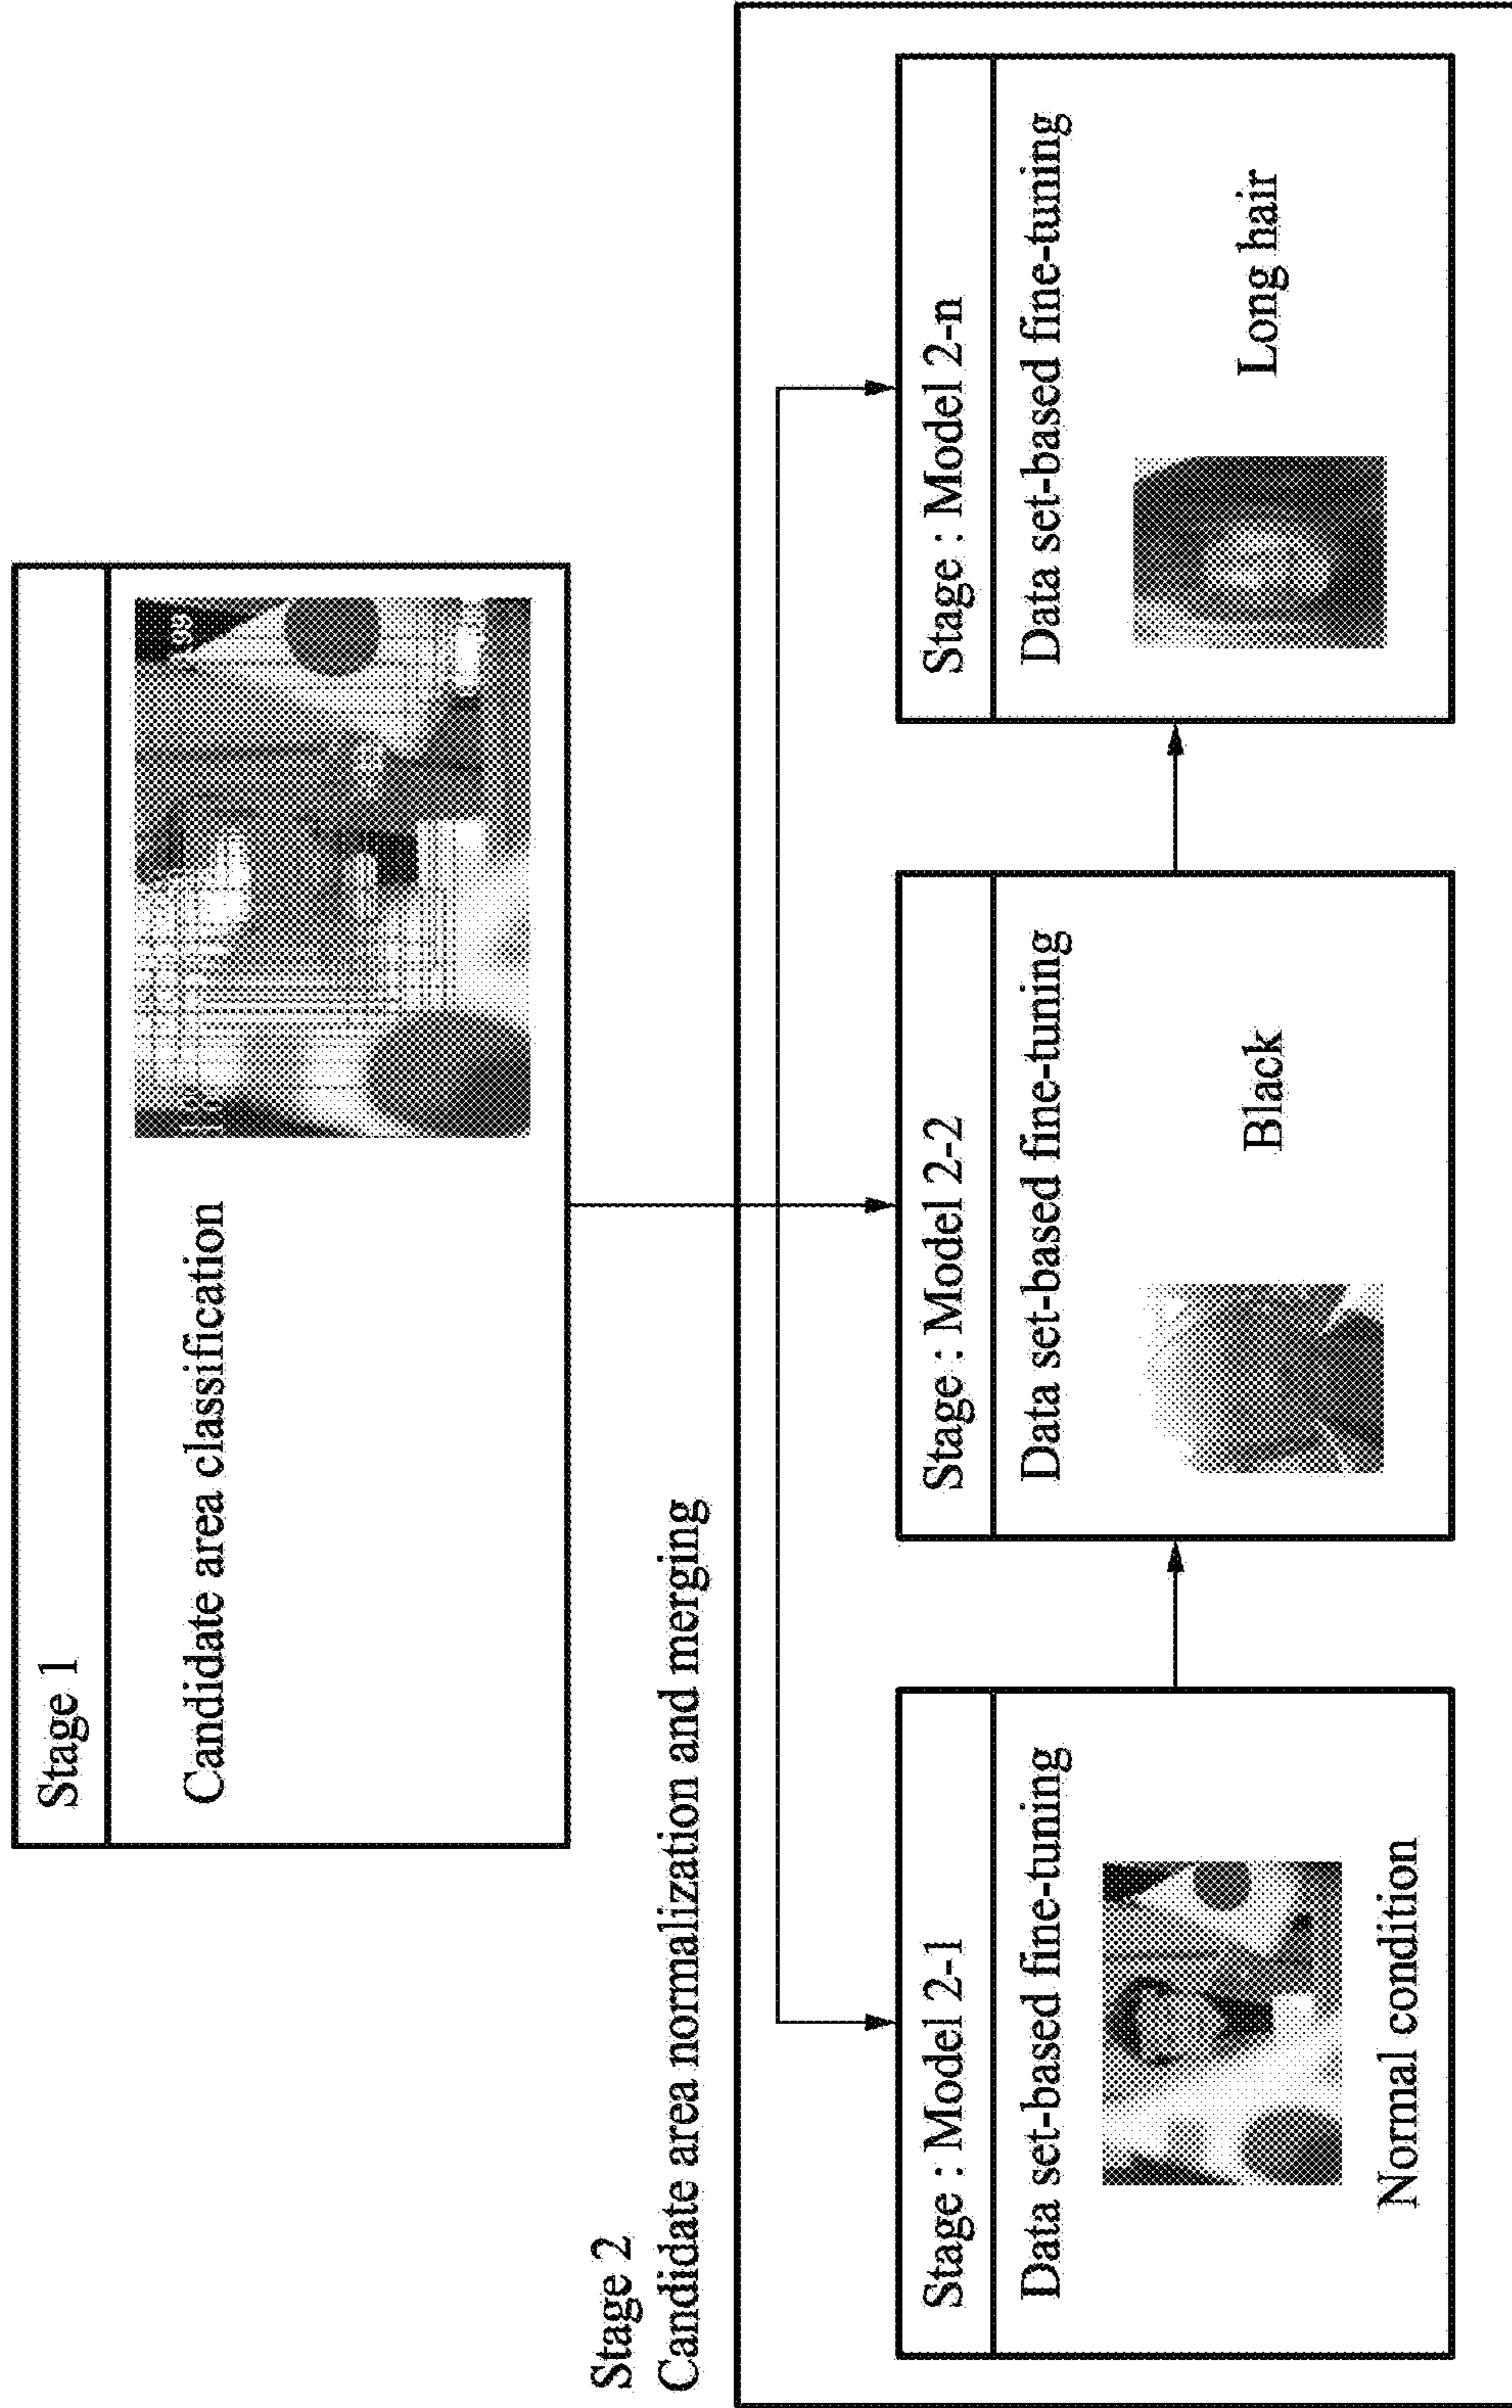 Stage 1
Candidate area classification
Stage 2
Candidate area normalization and merging
Stage : Model 2-1
Data set-based fine-tuning
Normal condition
Stage : Model 2-2
Data set-based fine-tuning
Black
Stage : Model 2-n
Data set-based fine-tuning
Long hair